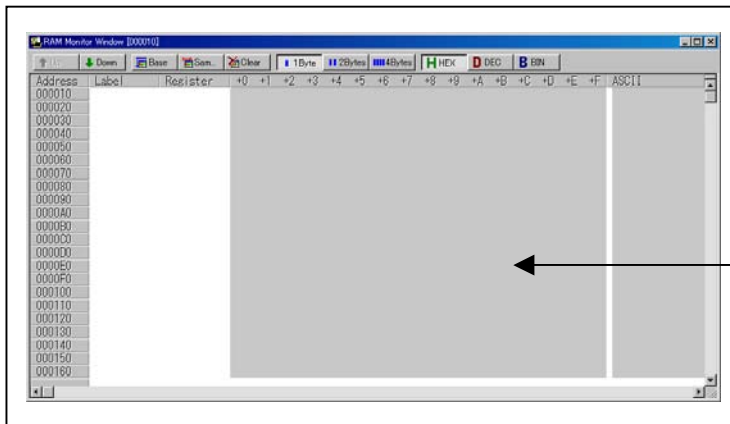 RAM Monitor Window [000010]
Up Down Base Sam.. Clear 1Byte 2Bytes 4Bytes H HEX D DEC B BIN
Address Label Register +0 +1 +2 +3 +4 +5 +6 +7 +8 +9 +A +B +C +D +E +F ASCII +F
000010
000020
000030
000040
000050
000060
000070
000080
000090
0000A0
0000B0
0000C0
0000D0
0000E0
0000F0
000100
000110
000120
000130
000140
000150
000160